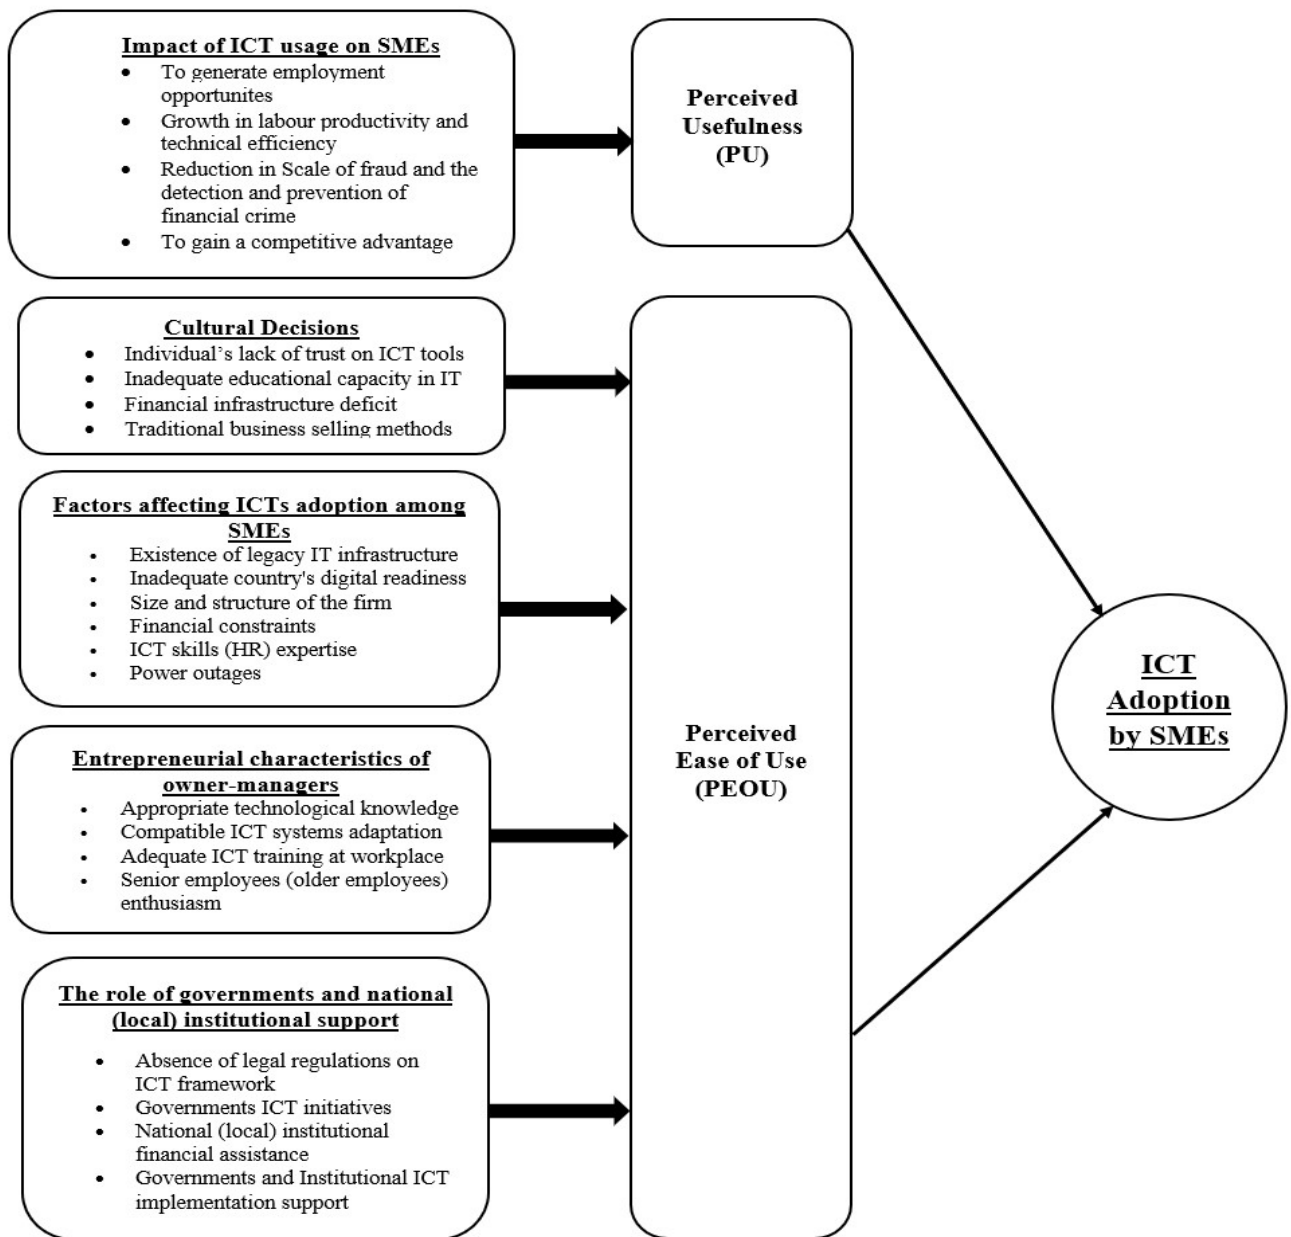 Impact of ICT usage on SMEs
• To generate employment
opportunites
• Growth in labour productivity and
technical efficiency
• Reduction in Scale of fraud and the
detection and prevention of
financial crime
• To gain a competitive advantage
Perceived
Usefulness
(PU)
Cultural Decisions
• Individual's lack of trust on ICT tools
• Inadequate educational capacity in IT
• Financial infrastructure deficit
• Traditional business selling methods
Factors affecting ICTs adoption among
SMEs
• Existence of legacy IT infrastructure
• Inadequate country's digital readiness
• Size and structure of the firm
• Financial constraints
• ICT skills (HR) expertise
• Power outages
Entrepreneurial characteristics of
owner-managers
• Appropriate technological knowledge
• Compatible ICT systems adaptation
• Adequate ICT training at workplace
• Senior employees (older employees)
enthusiasm
The role of governments and national
(local) institutional support
• Absence of legal regulations on
ICT framework
• Governments ICT initiatives
• National (local) institutional
financial assistance
• Governments and Institutional ICT
implementation support
Perceived
Ease of Use
(PEOU)
ICT
Adoption
by SMEs